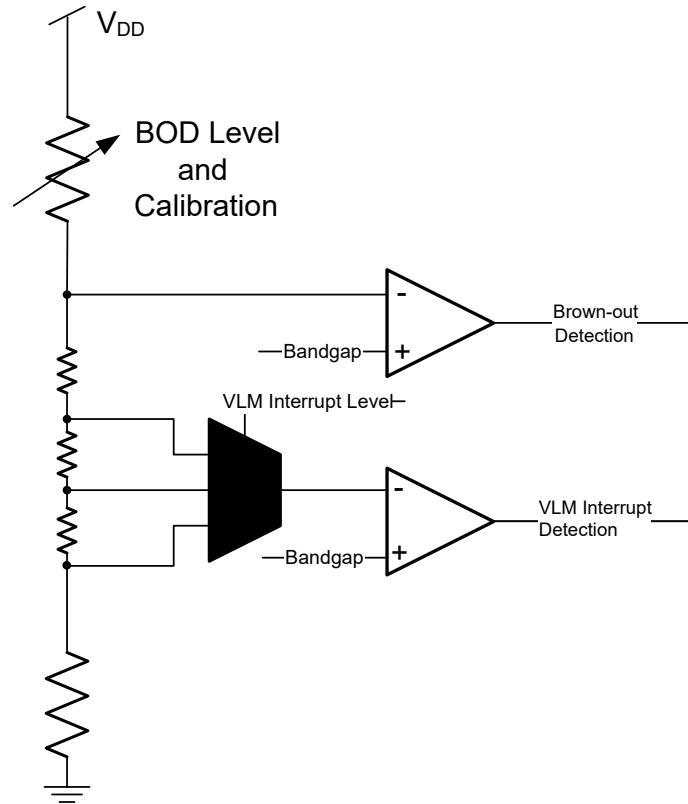 VDD
BOD Level
and
Calibration
-
Brown-out
Detection
Bandgap
+
VLM Interrupt Level
-
VLM Interrupt
Detection
Bandgap
+